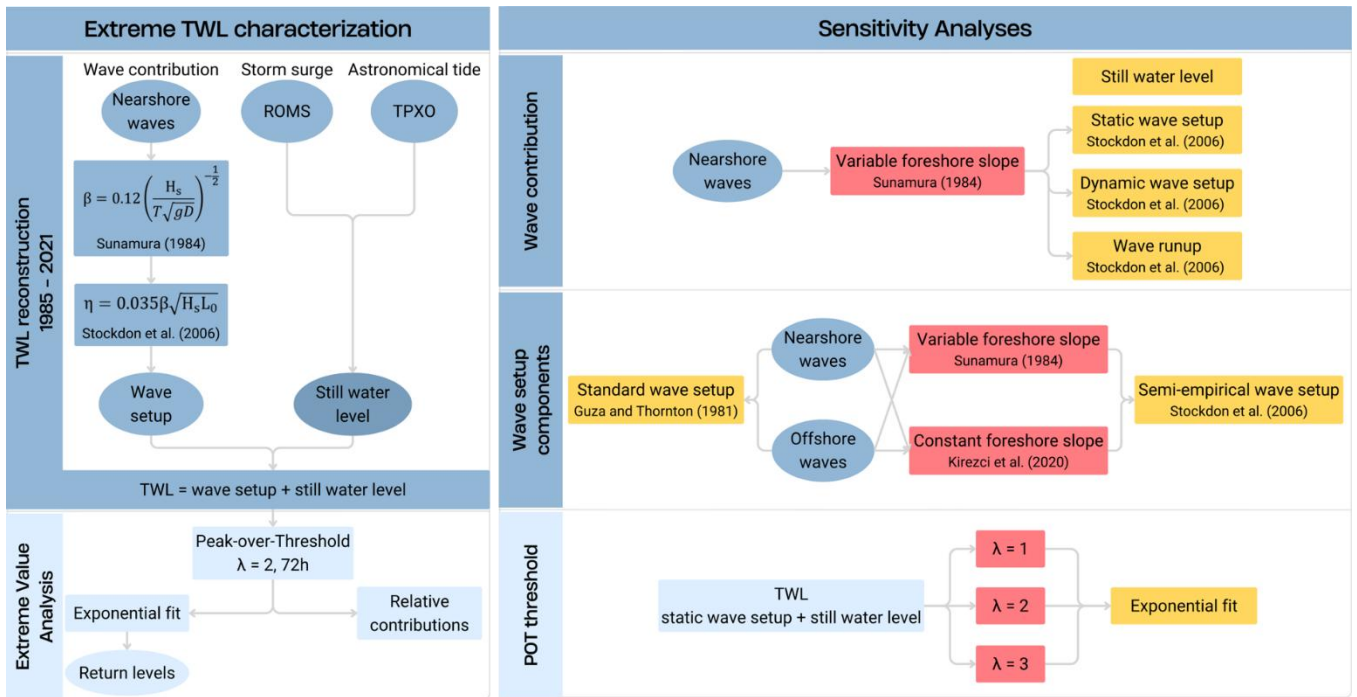 Extreme TWL characterization
TWL reconstruction
1985 - 2021
Wave contribution
Storm surge
Astronomical tide
Nearshore
waves
ROMS
TPXO
β = 0.12 (H_s / T√gD)^(-1/2)
Sunamura (1984)
η = 0.035β√H_sL_0
Stockdon et al. (2006)
Wave
setup
Still water
level
TWL = wave setup + still water level
Extreme Value
Analysis
Peak-over-Threshold
λ = 2, 72h
Exponential fit
Relative
contributions
Return levels
Sensitivity Analyses
Wave contribution
Nearshore
waves
Variable foreshore slope
Sunamura (1984)
Still water level
Static wave setup
Stockdon et al. (2006)
Dynamic wave setup
Stockdon et al. (2006)
Wave runup
Stockdon et al. (2006)
Wave setup
components
Standard wave setup
Guza and Thornton (1981)
Nearshore
waves
Offshore
waves
Variable foreshore slope
Sunamura (1984)
Constant foreshore slope
Kirezci et al. (2020)
Semi-empirical wave setup
Stockdon et al. (2006)
POT threshold
TWL
static wave setup + still water level
λ = 1
λ = 2
λ = 3
Exponential fit